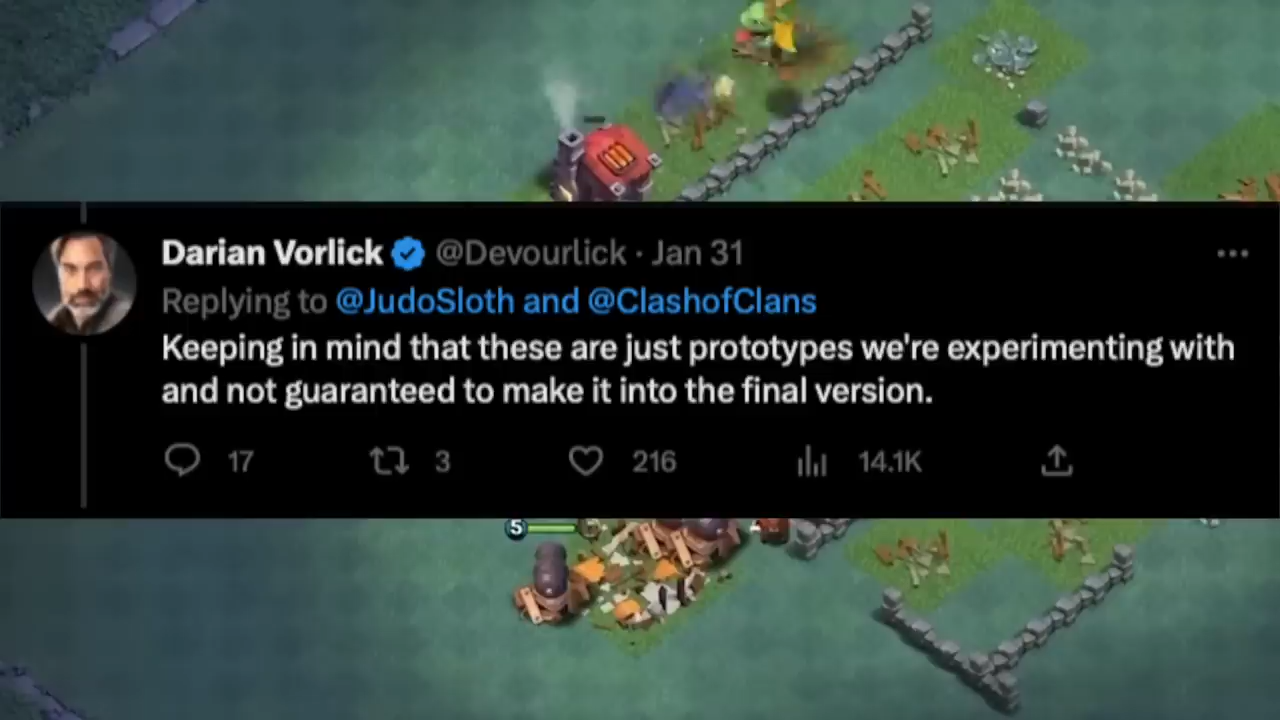 Darian Vorlick @Devourlick · Jan 31
Replying to @JudoSloth and @ClashofClans
Keeping in mind that these are just prototypes we're experimenting with
and not guaranteed to make it into the final version.
17 3 216 14.1K
5